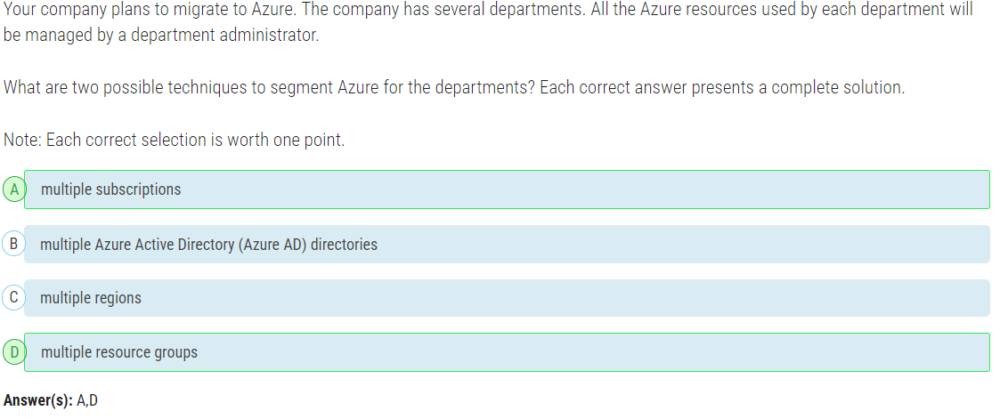 Your company plans to migrate to Azure. The company has several departments. All the Azure resources used by each department will
be managed by a department administrator.
What are two possible techniques to segment Azure for the departments? Each correct answer presents a complete solution.
Note: Each correct selection is worth one point.
A multiple subscriptions
B multiple Azure Active Directory (Azure AD) directories
C multiple regions
D multiple resource groups
Answer(s): A,D